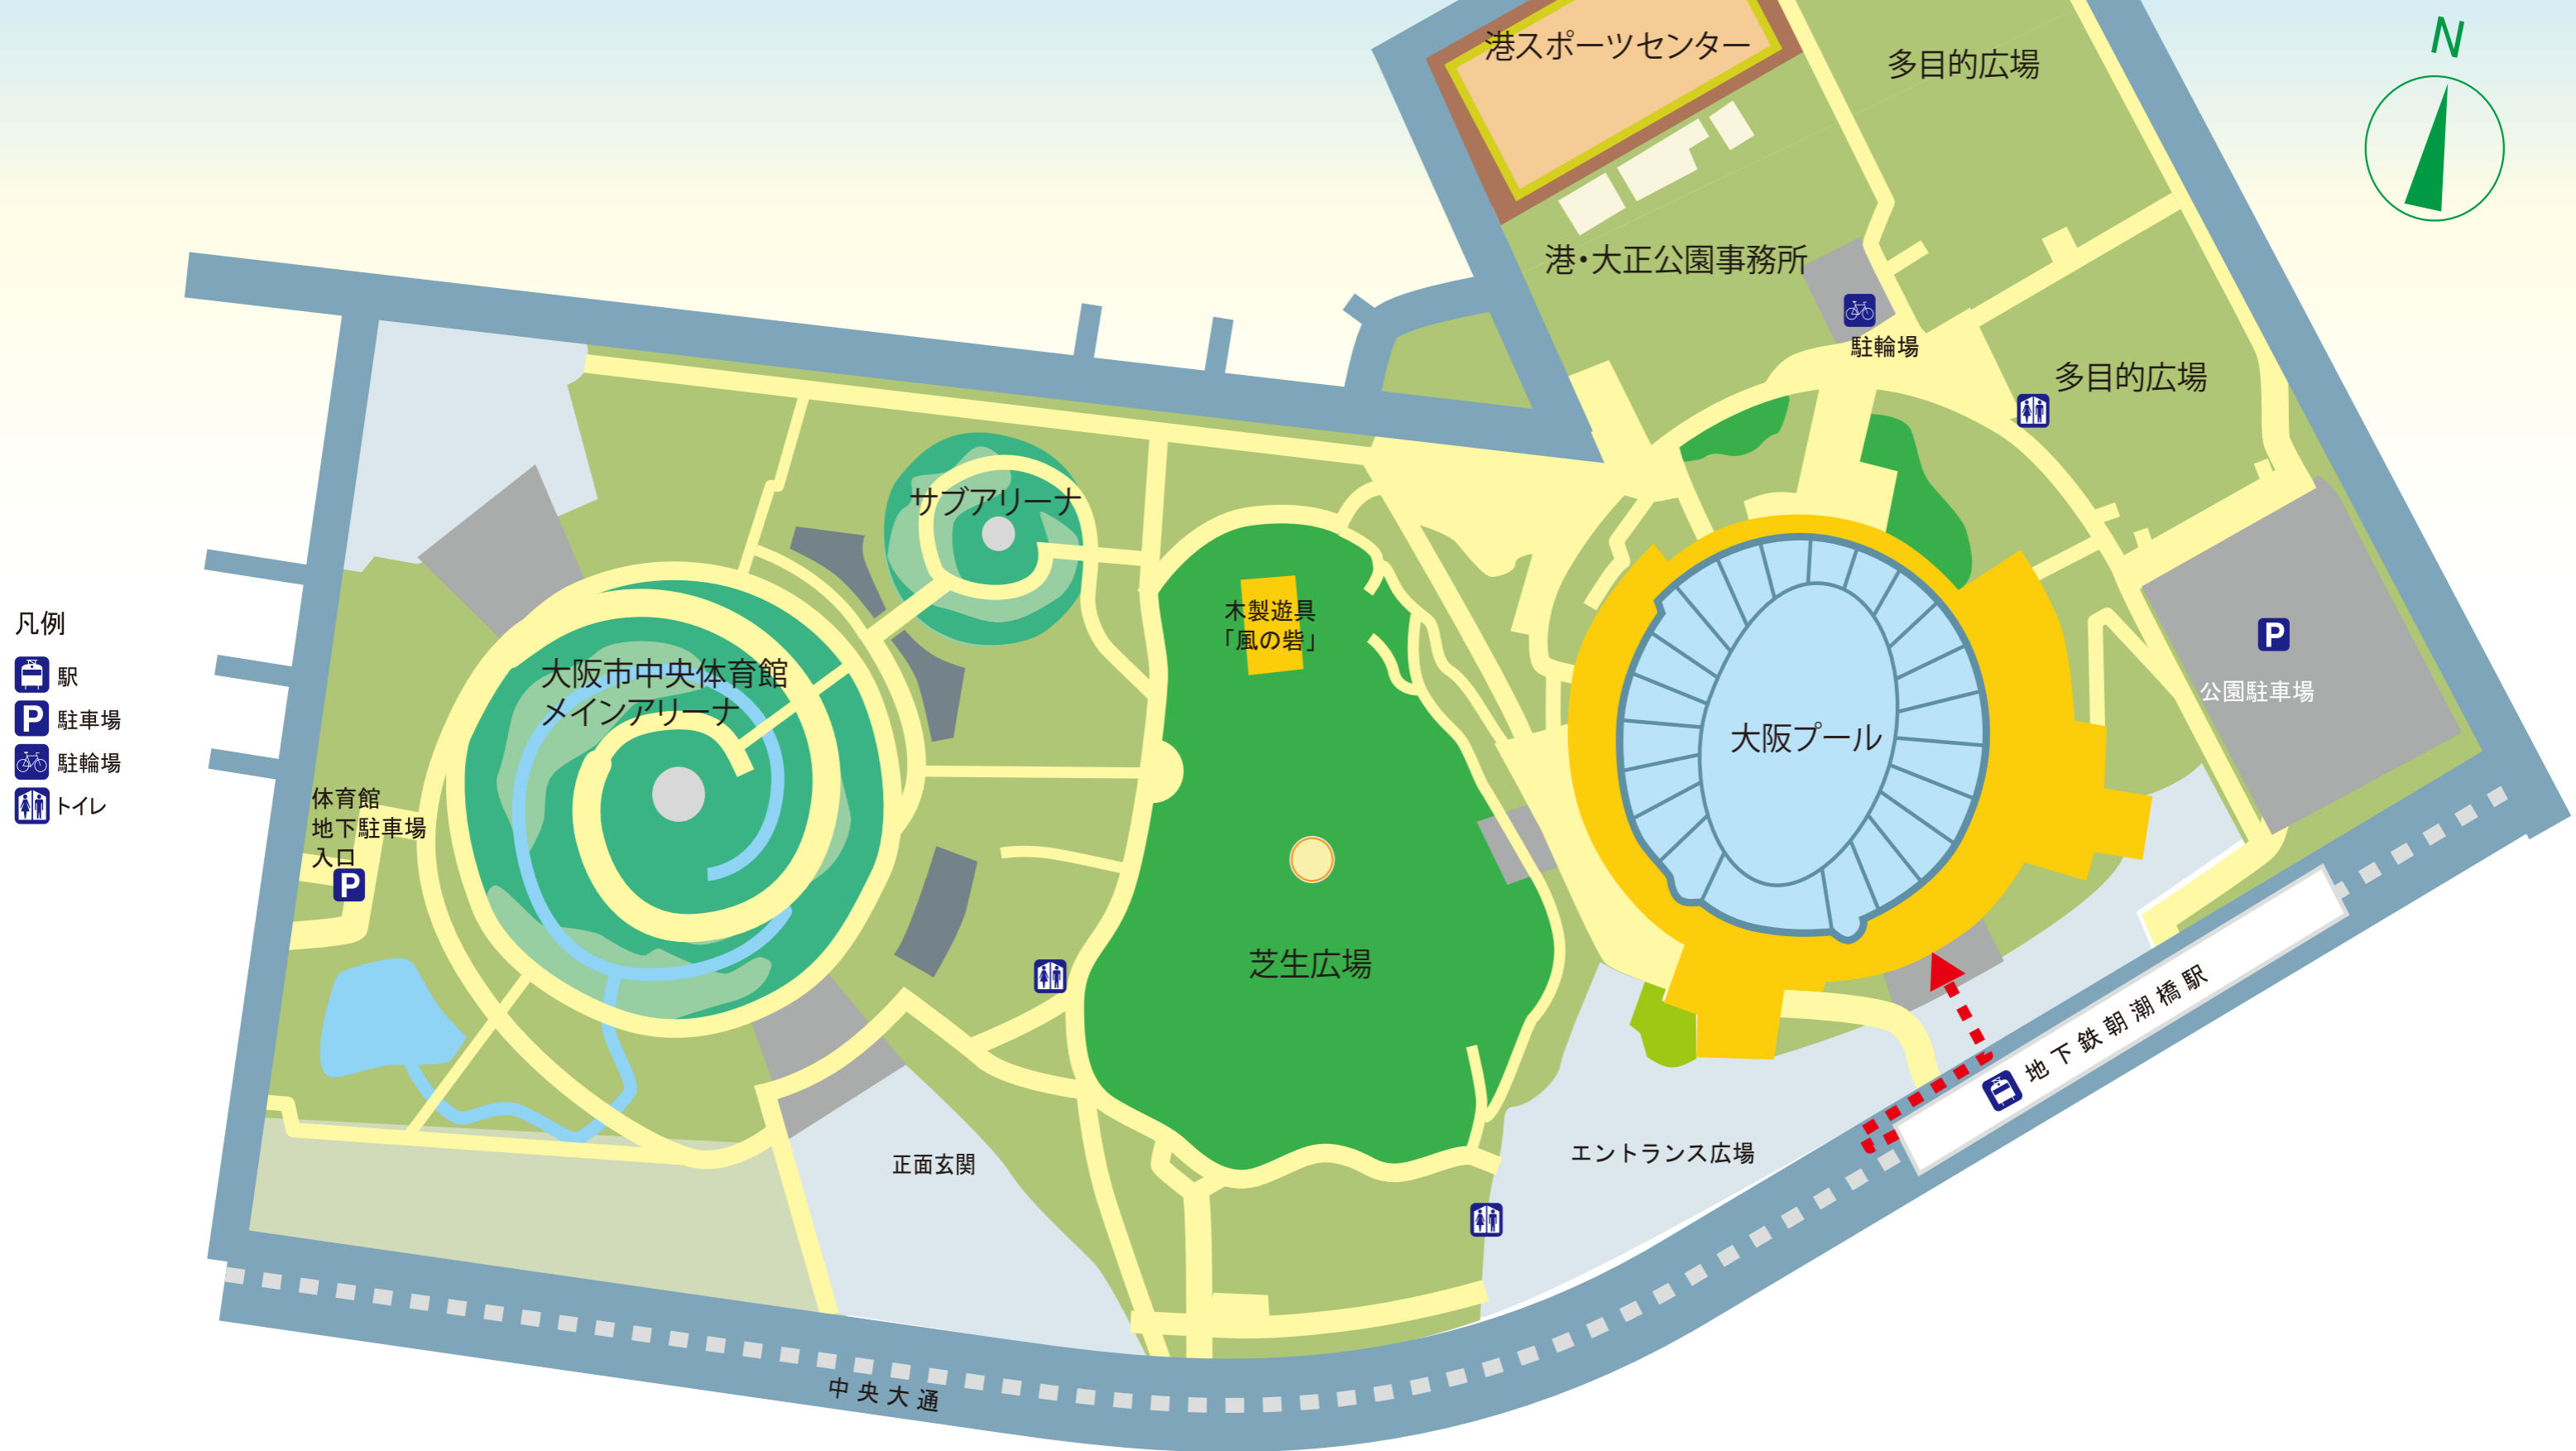 N
港スポーツセンター
多目的広場
港・大正公園事務所
駐輪場
多目的広場
サブアリーナ
木製遊具
「風の砦」
凡例
駅
P 駐車場
駐輪場
トイレ
大阪市中央体育館
メインアリーナ
P
公園駐車場
大阪プール
体育館
地下駐車場
入口
P
芝生広場
地下鉄朝潮橋駅
正面玄関
エントランス広場
中央大通